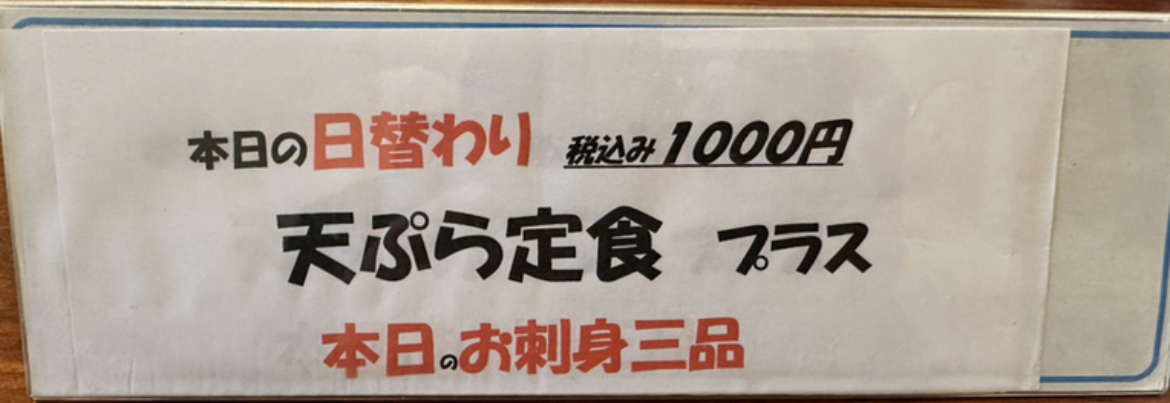 本日の日替わり 税込み1000円
天ぷら定食 プラス
本日のお刺身三品